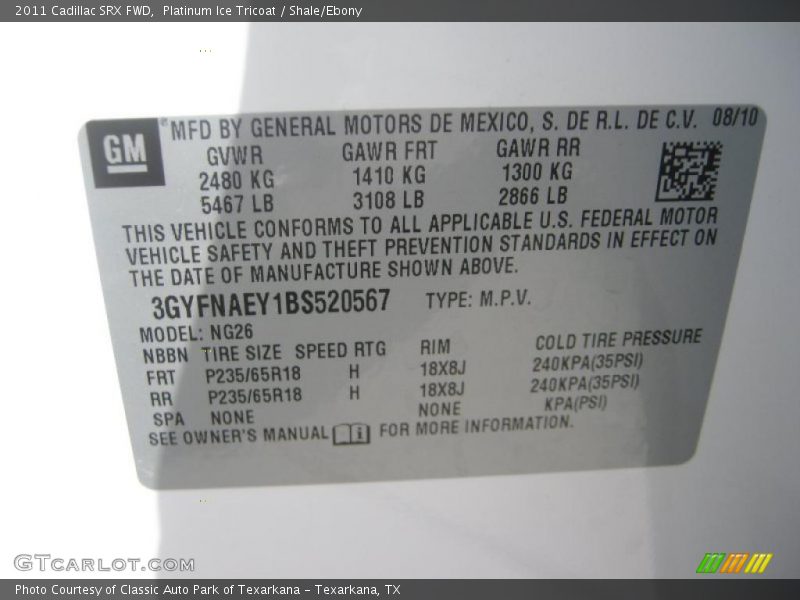 2011 Cadillac SRX FWD,  Platinum Ice Tricoat / Shale/Ebony
GM ® MFD BY GENERAL MOTORS DE MEXICO, S. DE R.L. DE C.V. 08/10
GVWR GAWR FRT GAWR RR
2480 KG 1410 KG 1300 KG
5467 LB 3108 LB 2866 LB
THIS VEHICLE CONFORMS TO ALL APPLICABLE U.S. FEDERAL MOTOR
VEHICLE SAFETY AND THEFT PREVENTION STANDARDS IN EFFECT ON
THE DATE OF MANUFACTURE SHOWN ABOVE.
3GYFNAEY1BS520567 TYPE: M.P.V.
MODEL: NG26
NBBN TIRE SIZE SPEED RTG RIM COLD TIRE PRESSURE
FRT P235/65R18 H 18X8J 240KPA(35PSI)
RR P235/65R18 H 18X8J 240KPA(35PSI)
SPA NONE NONE KPA(PSI)
SEE OWNER'S MANUAL i FOR MORE INFORMATION.
GTCARLOT.COM
Photo Courtesy of Classic Auto Park of Texarkana – Texarkana, TX